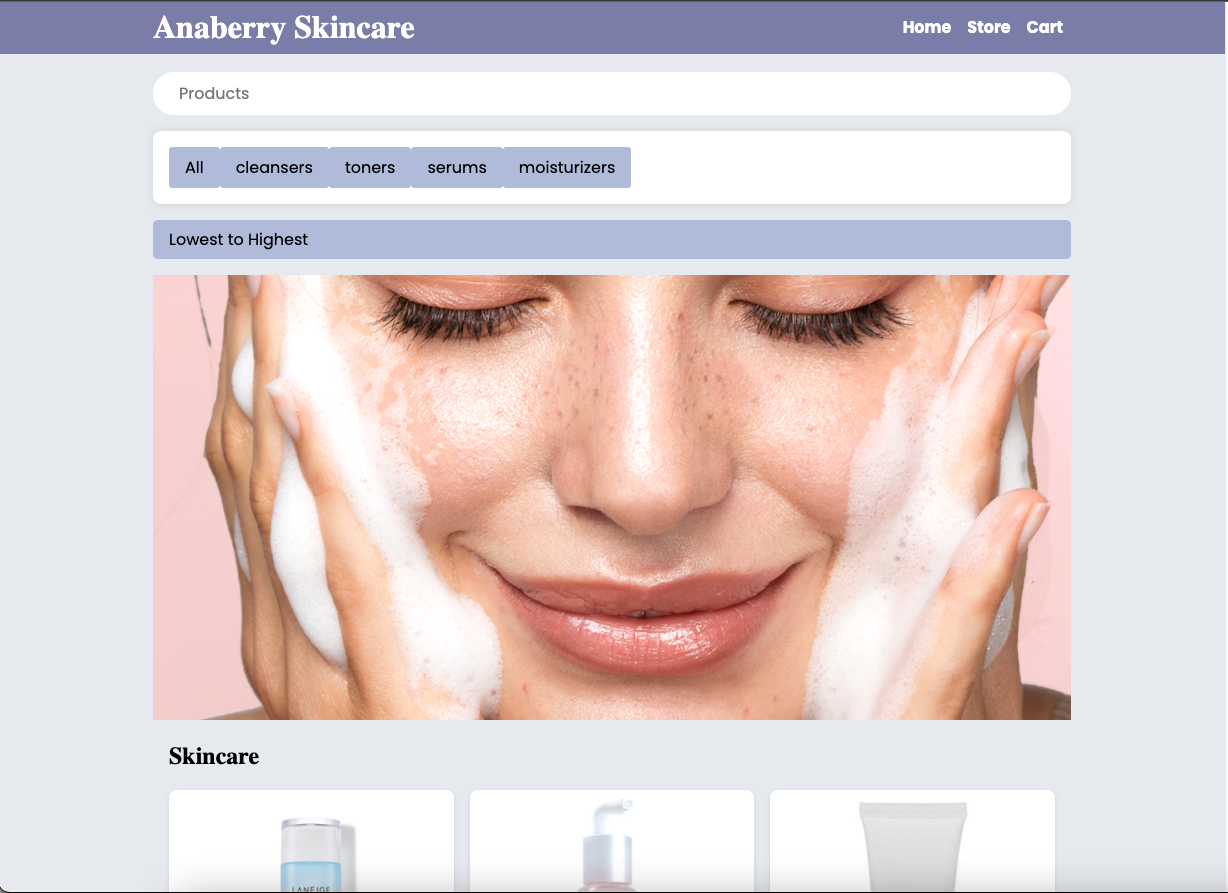 Anaberry Skincare Home Store Cart
Products
All cleansers toners serums moisturizers
Lowest to Highest
Skincare
LANEIGE